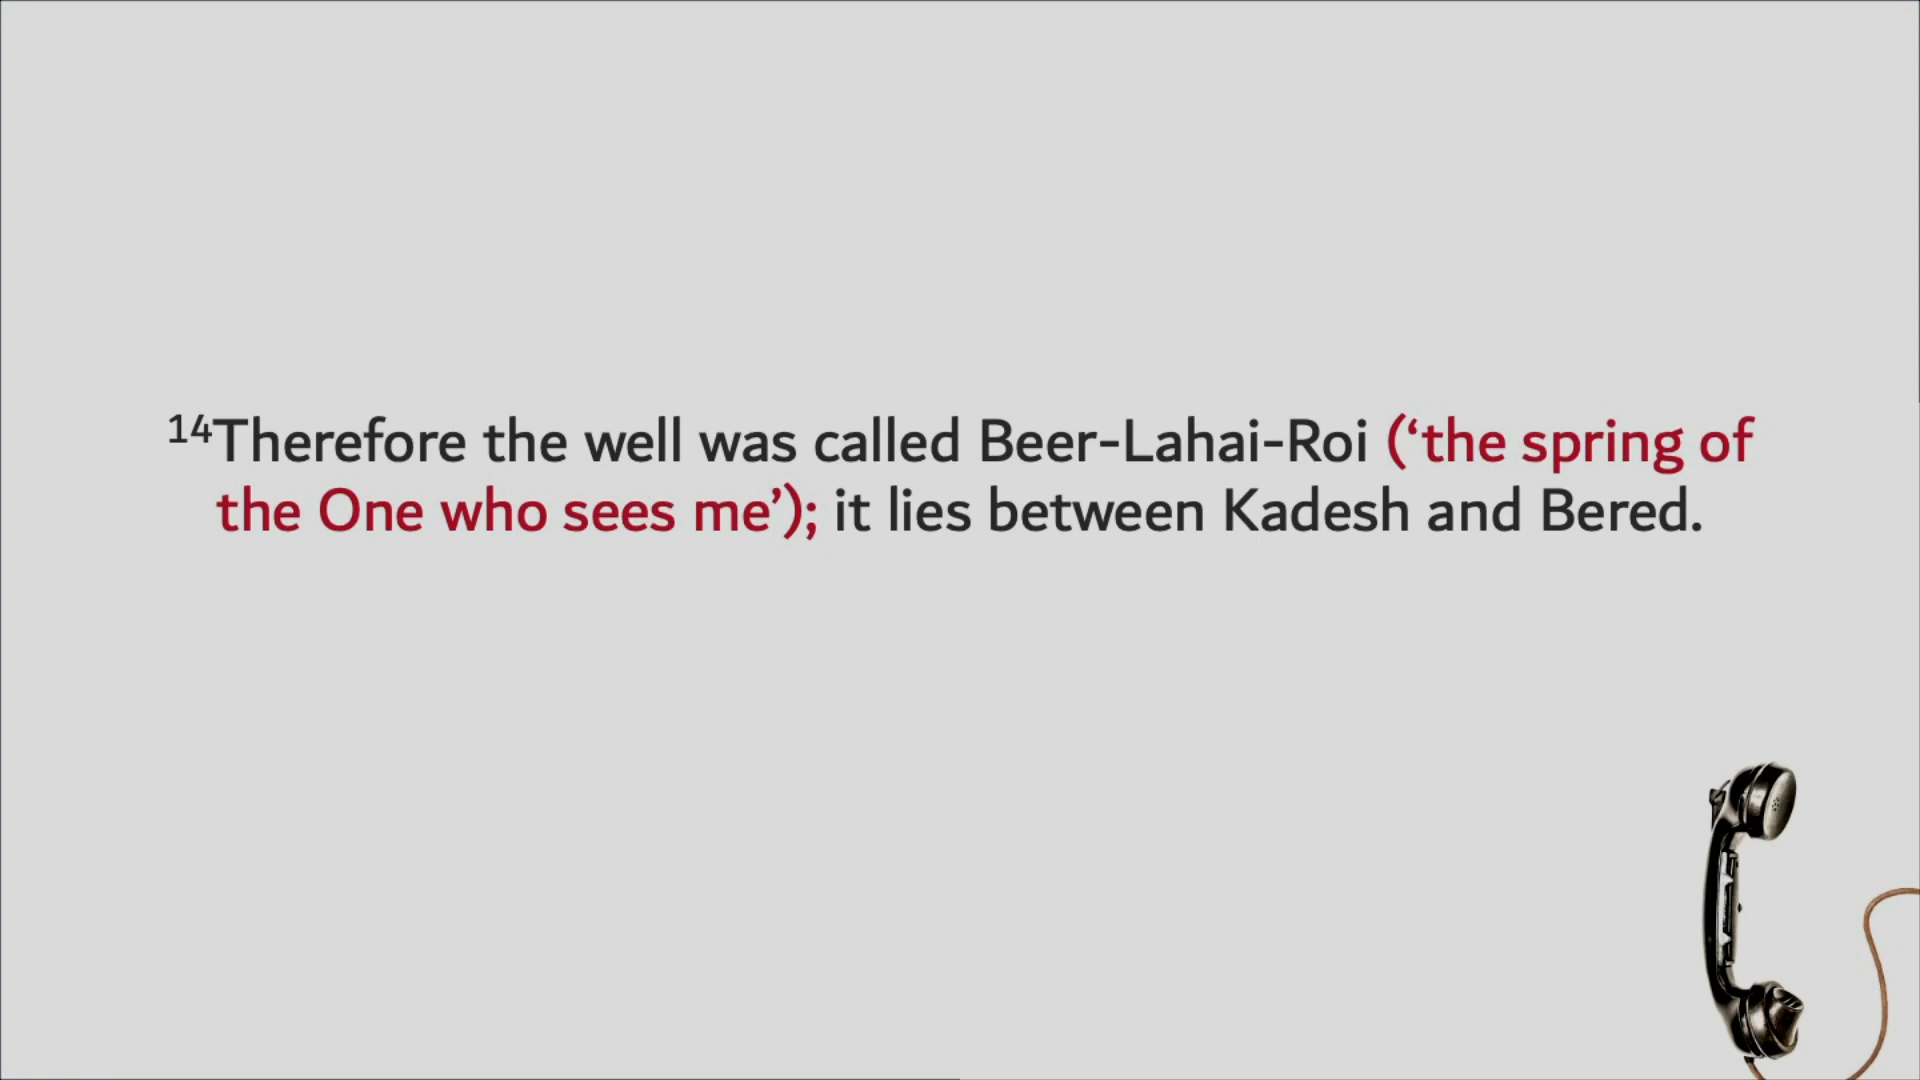 ¹⁴Therefore the well was called Beer-Lahai-Roi (‘the spring of
the One who sees me’); it lies between Kadesh and Bered.